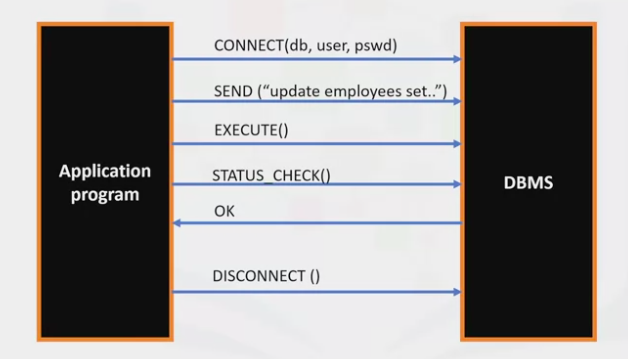 CONNECT(db, user, pswd)
SEND (“update employees set..”)
EXECUTE()
Application
program
STATUS_CHECK()
DBMS
OK
DISCONNECT ()